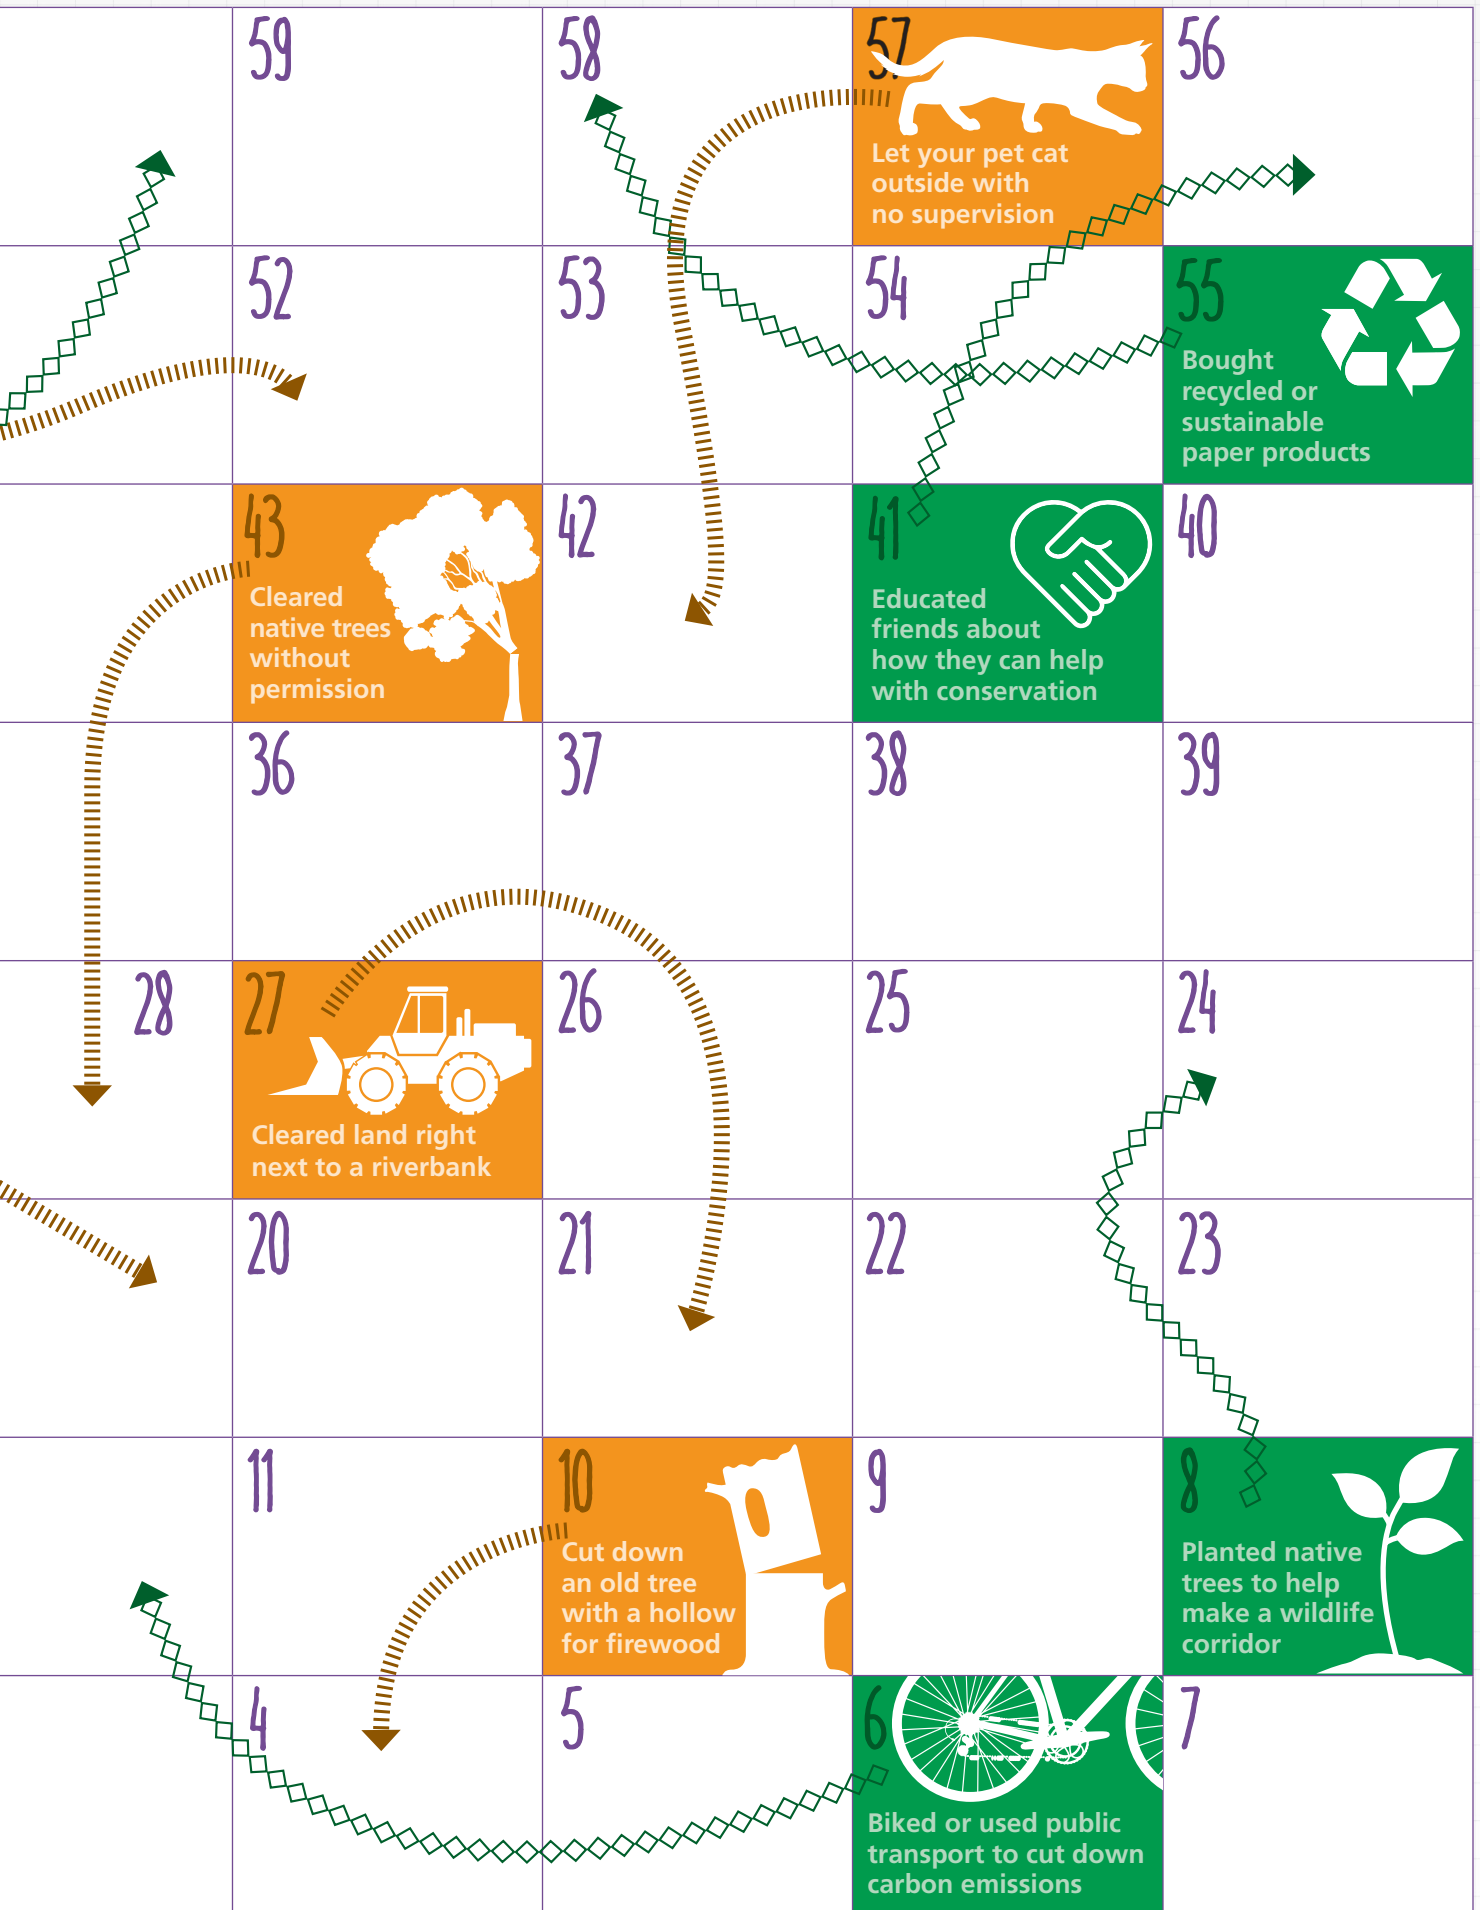 59
58
57
Let your pet cat
outside with
no supervision
56
52
53
54
55
Bought
recycled or
sustainable
paper products
43
Cleared
native trees
without
permission
42
41
Educated
friends about
how they can help
with conservation
40
36
37
38
39
28
27
Cleared land right
next to a riverbank
26
25
24
20
21
22
23
11
10
Cut down
an old tree
with a hollow
for firewood
9
8
Planted native
trees to help
make a wildlife
corridor
4
5
6
Biked or used public
transport to cut down
carbon emissions
7